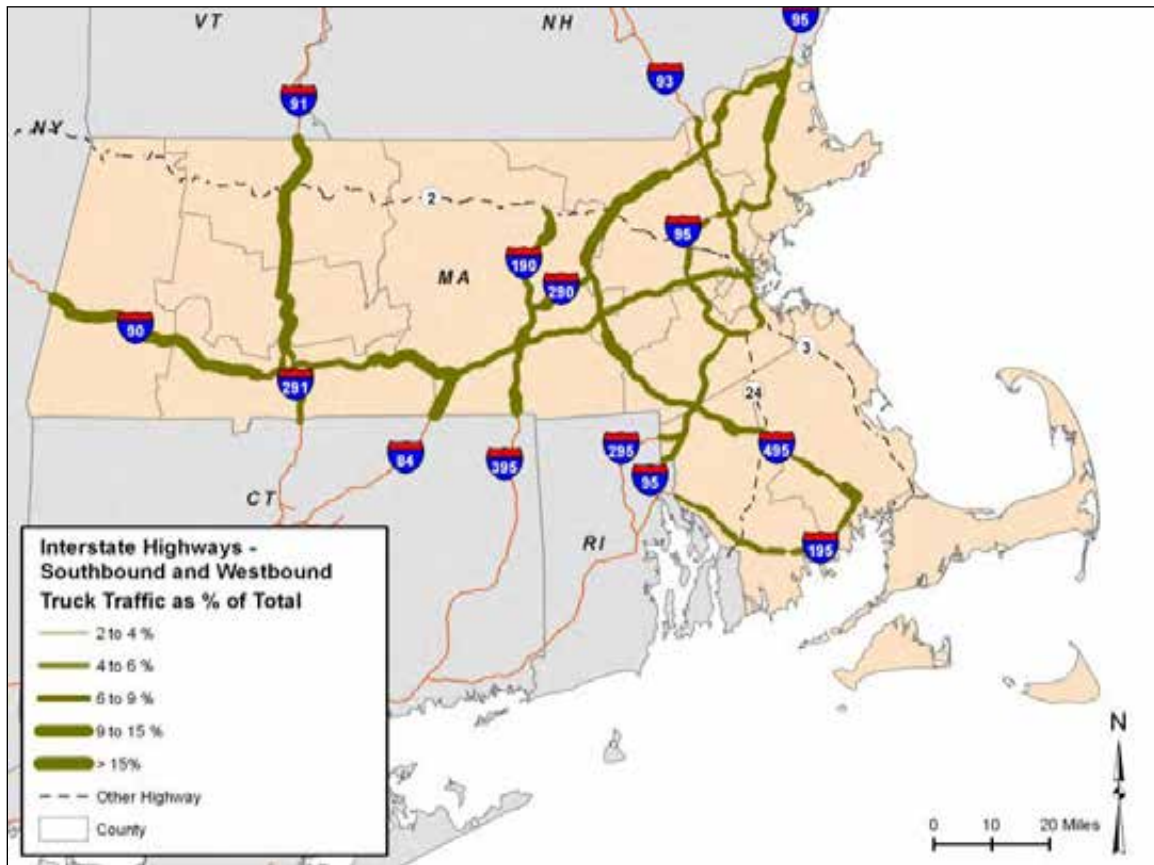 VT
NH
95
93
91
NY
2
95
190
MA
290
90
3
291
24
295
495
84
395
95
CT
RI
195
Interstate Highways -
Southbound and Westbound
Truck Traffic as % of Total
2 to 4 %
4 to 6 %
6 to 9 %
9 to 15 %
> 15%
Other Highway
County
N
0 10 20 Miles